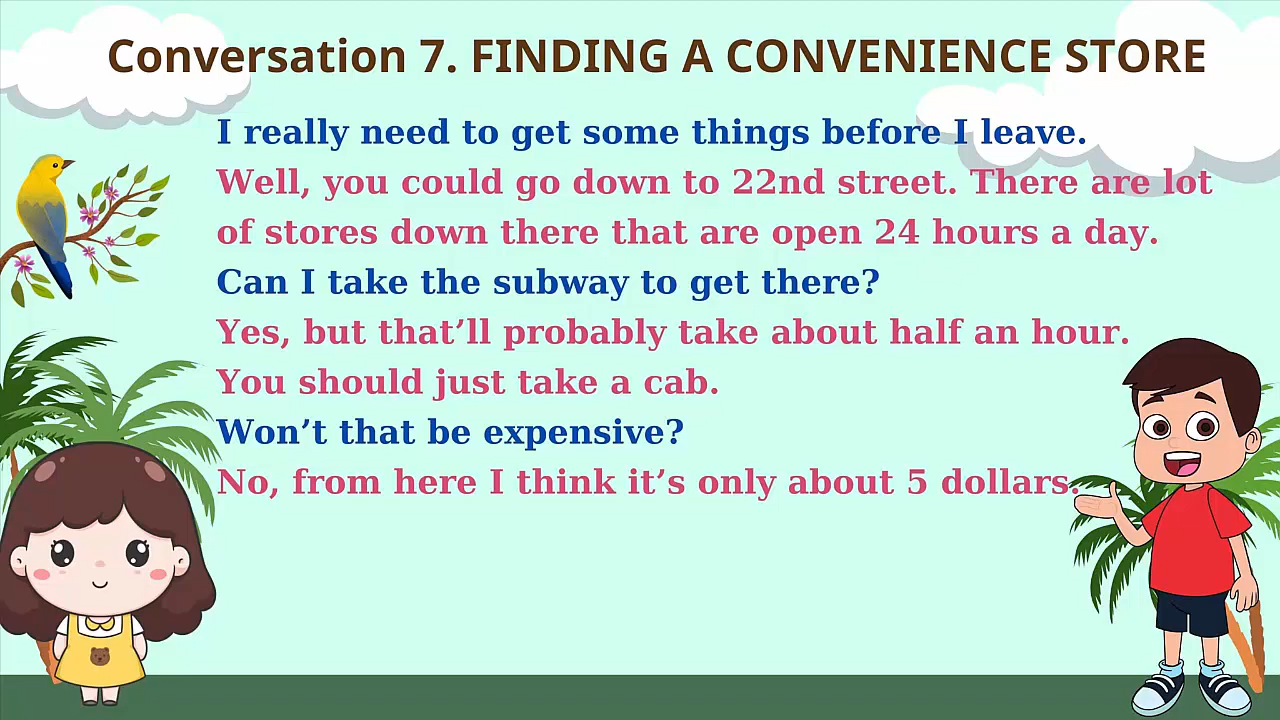 Conversation 7. FINDING A CONVENIENCE STORE
I really need to get some things before I leave.
Well, you could go down to 22nd street. There are lot
of stores down there that are open 24 hours a day.
Can I take the subway to get there?
Yes, but that’ll probably take about half an hour.
You should just take a cab.
Won’t that be expensive?
No, from here I think it’s only about 5 dollars.